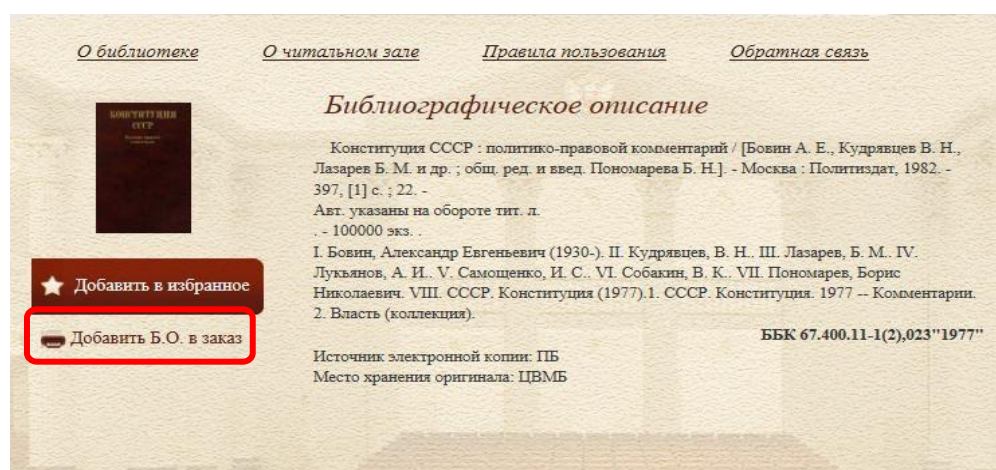 О библиотеке О читальном зале Правила пользования Обратная связь
Библиографическое описание
КОНСТИТУЦИЯ
СССР
Конституция СССР : политико-правовой комментарий / [Бовин А. Е., Кудрявцев В. Н.,
Лазарев Б. М. и др. ; общ. ред. и введ. Пономарева Б. Н.]. - Москва : Политиздат, 1982. -
397, [1] с. ; 22. -
Авт. указаны на обороте тит. л.
. - 100000 экз. .
I. Бовин, Александр Евгеньевич (1930-). II. Кудрявцев, В. Н.. III. Лазарев, Б. М.. IV.
Лукьянов, А. И.. V. Самощенко, И. С.. VI. Собакин, В. К.. VII. Пономарев, Борис
Николаевич. VIII. СССР. Конституция (1977).1. СССР. Конституция. 1977 -- Комментарии.
2. Власть (коллекция).
ББК 67.400.11-1(2),023"1977"
Источник электронной копии: ПБ
Место хранения оригинала: ЦВМБ
Добавить в избранное
Добавить Б.О. в заказ